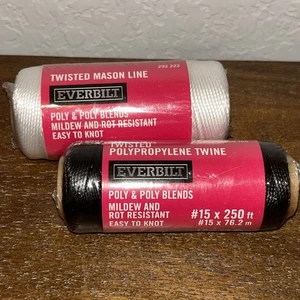 TWISTED MASON LINE
EVERBILT
POLY & POLY BLENDS
MILDEW AND ROT RESISTANT
EASY TO KNOT
TWISTED
POLYPROPYLENE TWINE
EVERBILT
POLY & POLY BLENDS
MILDEW AND
ROT RESISTANT
EASY TO KNOT
#15 x 250 ft
#15 x 76.2 m